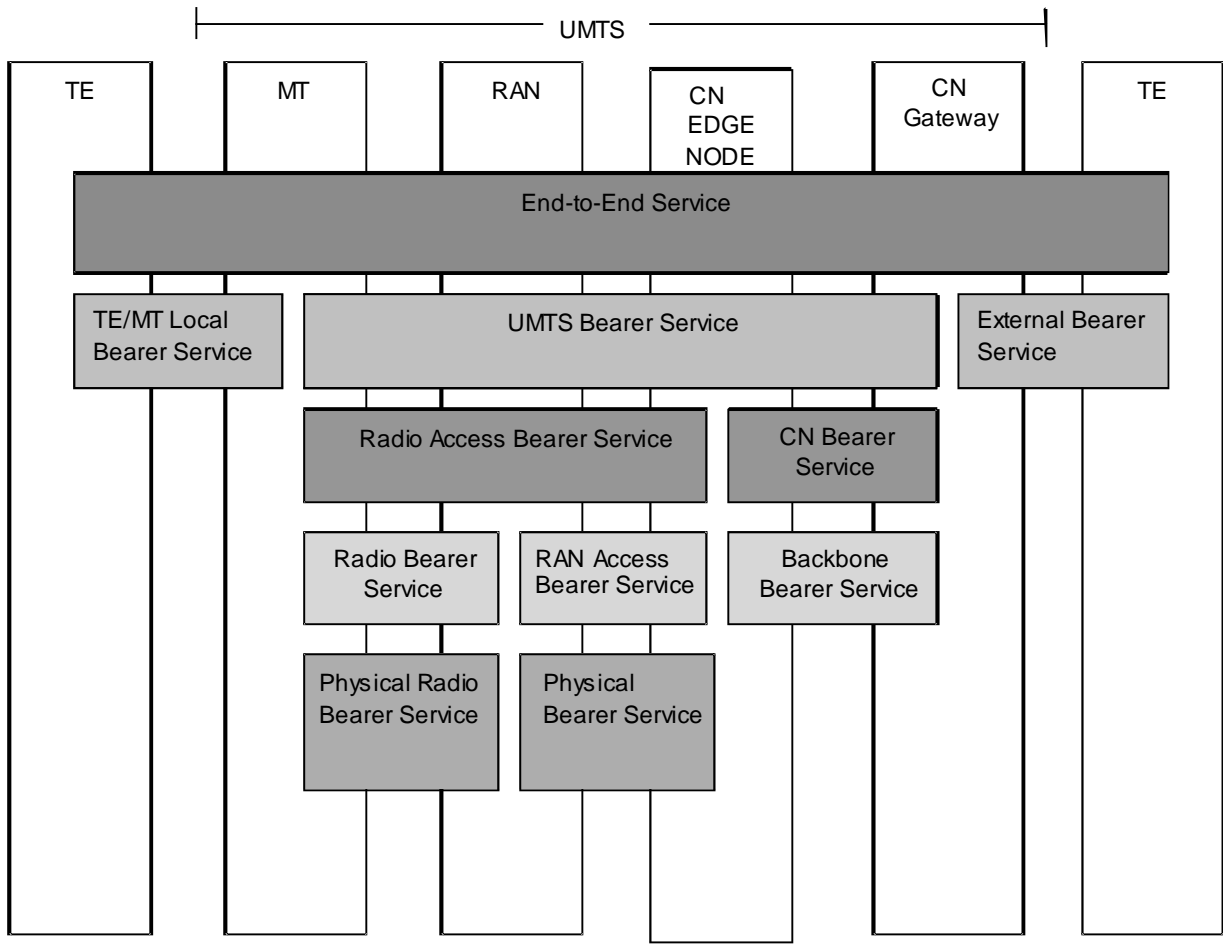 UMTS
TE
MT
RAN
CN
EDGE
NODE
CN
Gateway
TE
End-to-End Service
TE/MT Local
Bearer Service
UMTS Bearer Service
External Bearer
Service
Radio Access Bearer Service
CN Bearer
Service
Radio Bearer
Service
RAN Access
Bearer Service
Backbone
Bearer Service
Physical Radio
Bearer Service
Physical
Bearer Service